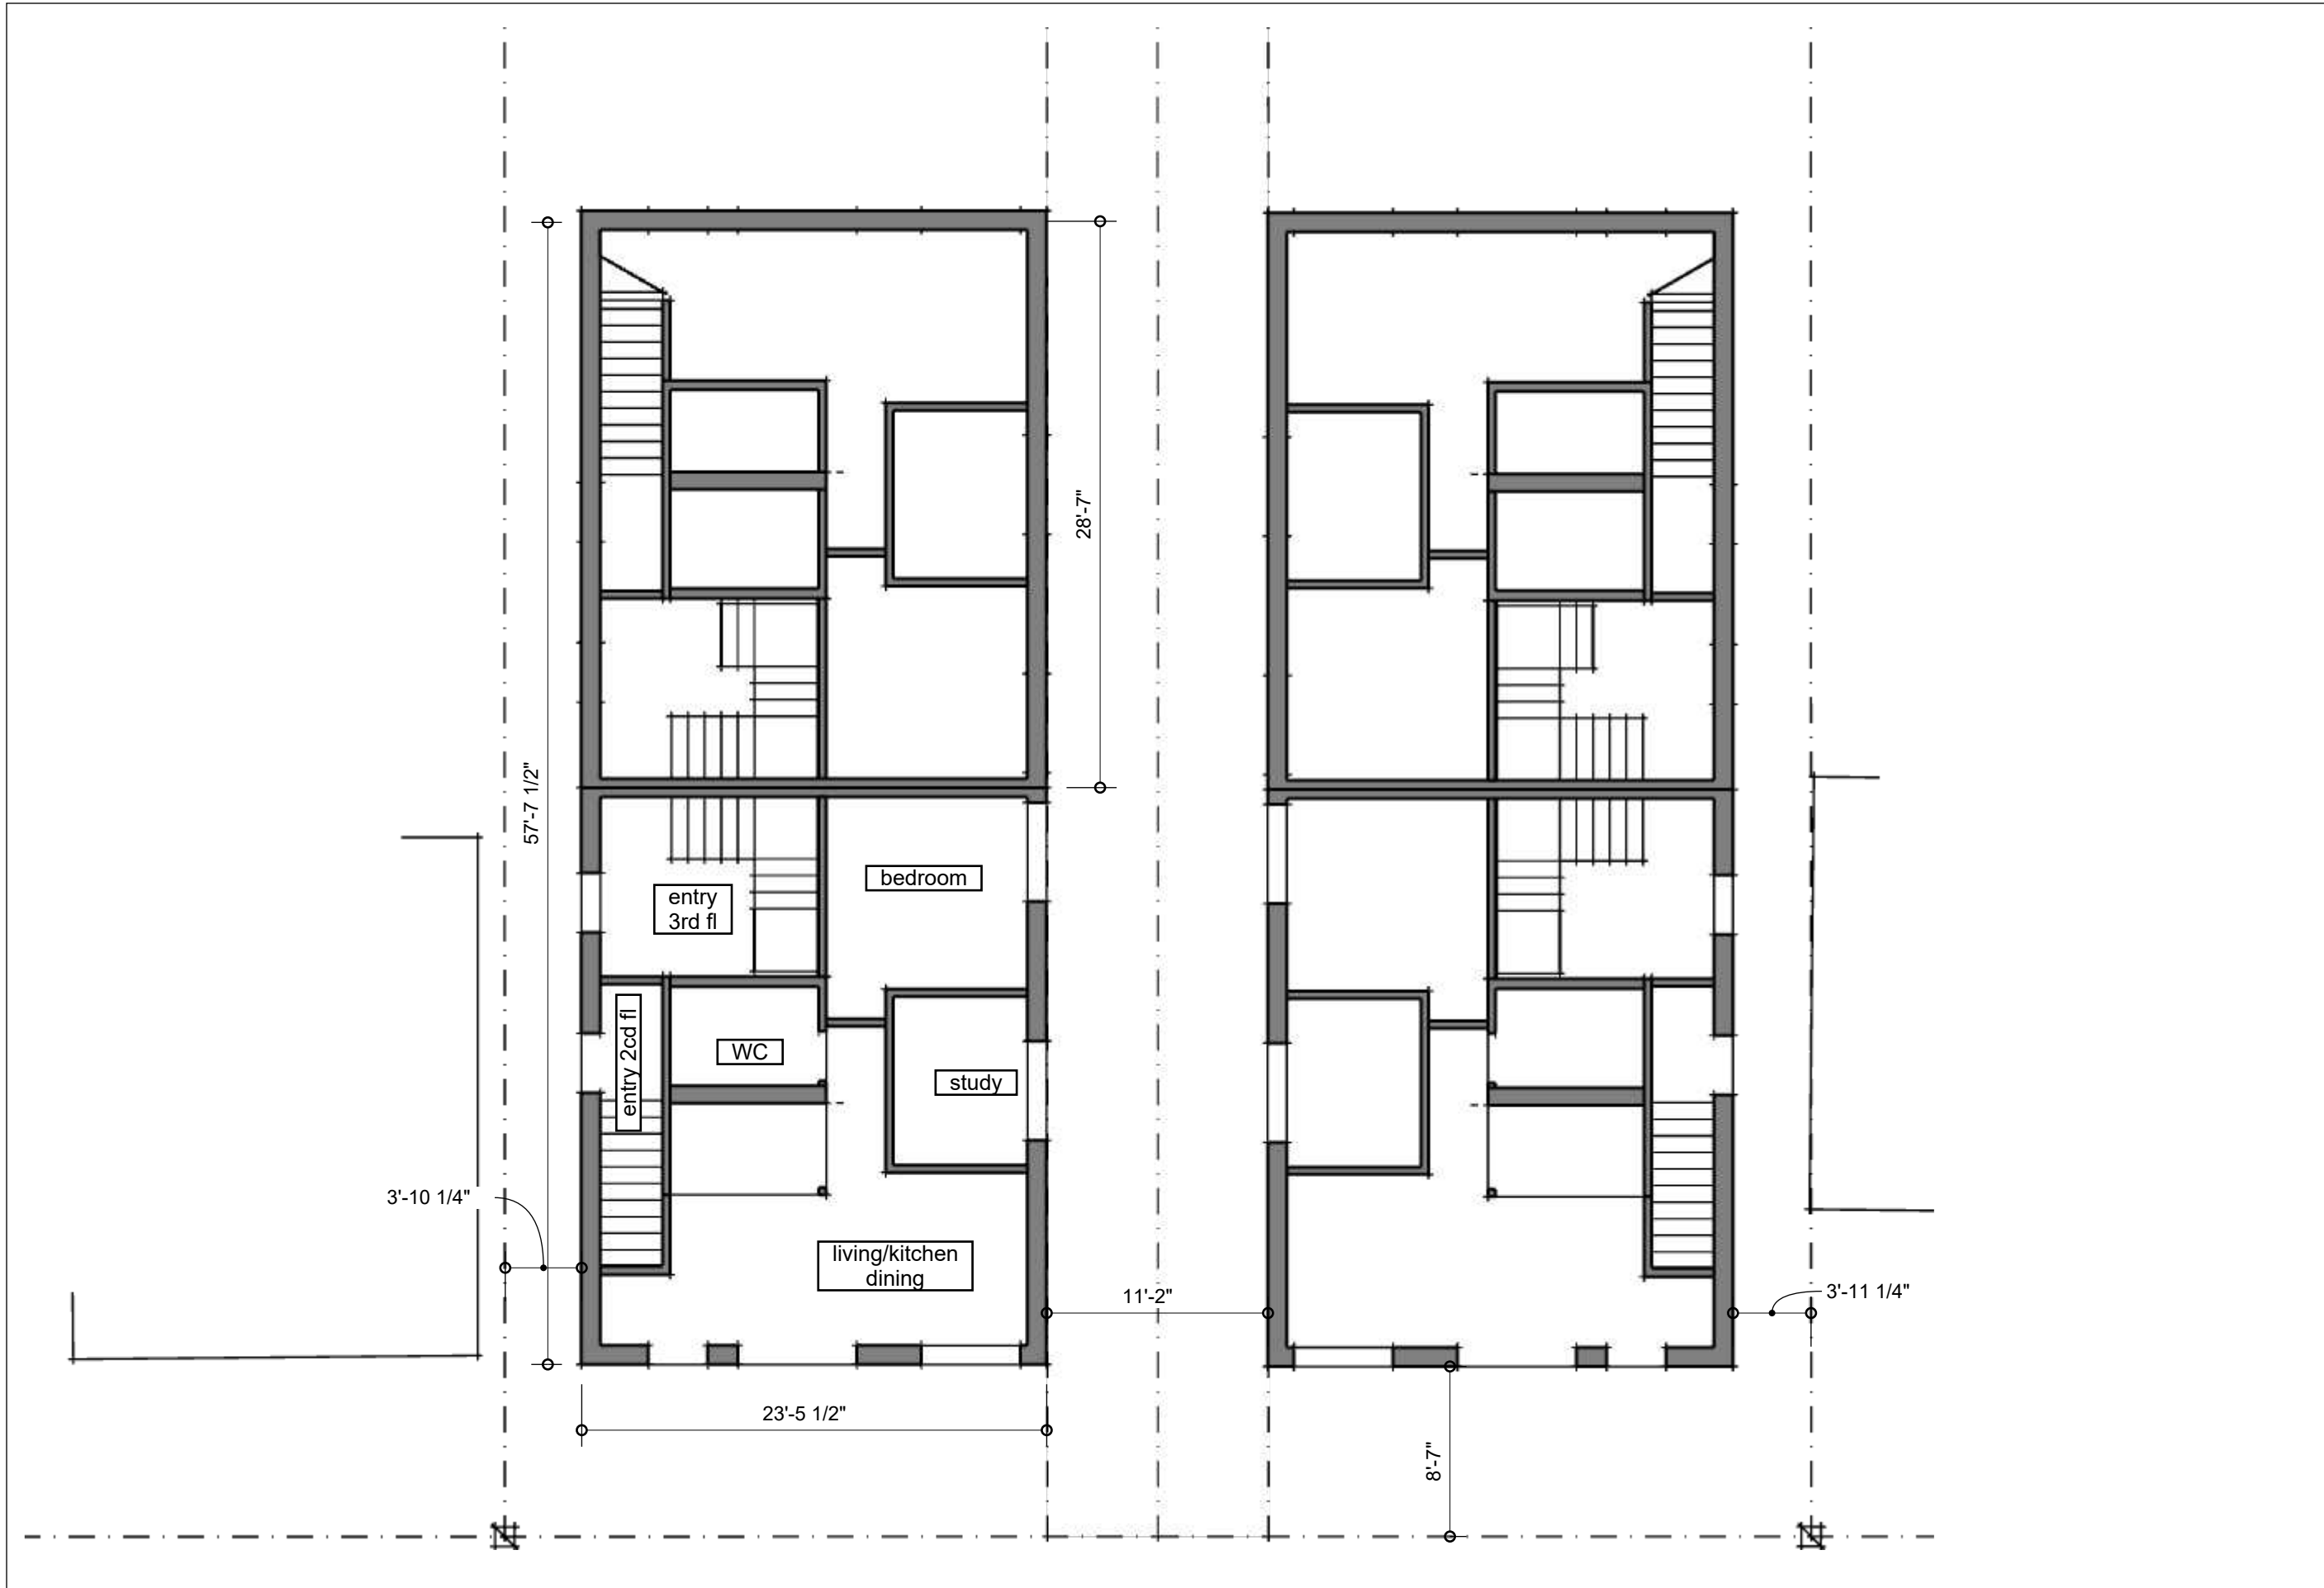 28'-7"
57'-7 1/2"
bedroom
entry
3rd fl
entry 2cd fl
WC
study
3'-10 1/4"
living/kitchen
dining
11'-2"
3'-11 1/4"
23'-5 1/2"
8'-7"